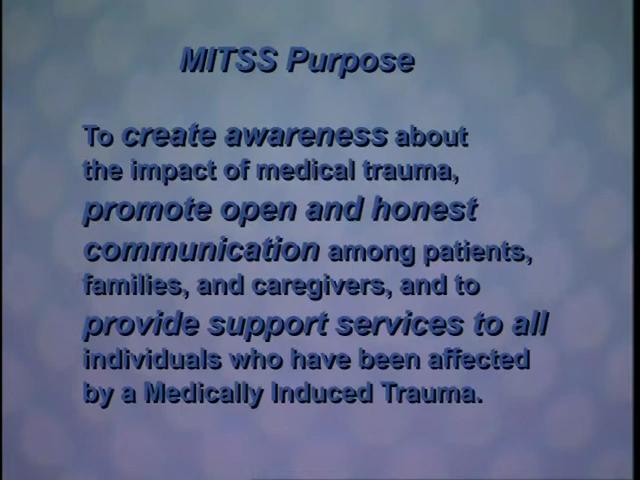 MITSS Purpose
To create awareness about
the impact of medical trauma,
promote open and honest
communication among patients,
families, and caregivers, and to
provide support services to all
individuals who have been affected
by a Medically Induced Trauma.